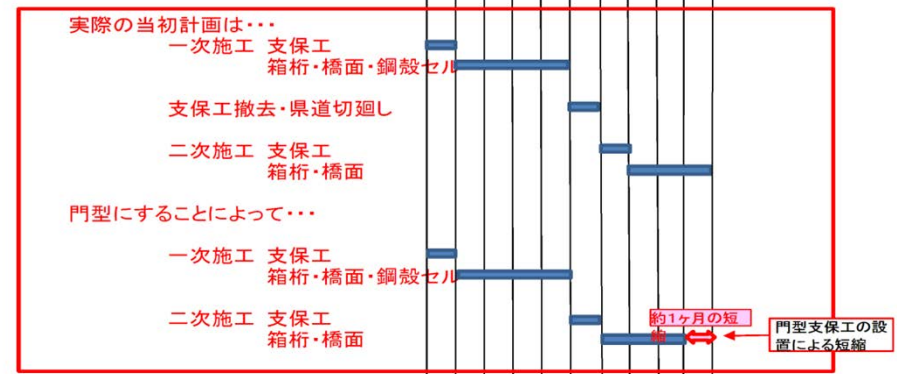 実際の当初計画は・・・
一次施工 支保工
箱桁・橋面・鋼殻セル
支保工撤去・県道切廻し
二次施工 支保工
箱桁・橋面
門型にすることによって・・・
一次施工 支保工
箱桁・橋面・鋼殻セル
二次施工 支保工
箱桁・橋面
約1ヶ月の短
縮
門型支保工の設
置による短縮